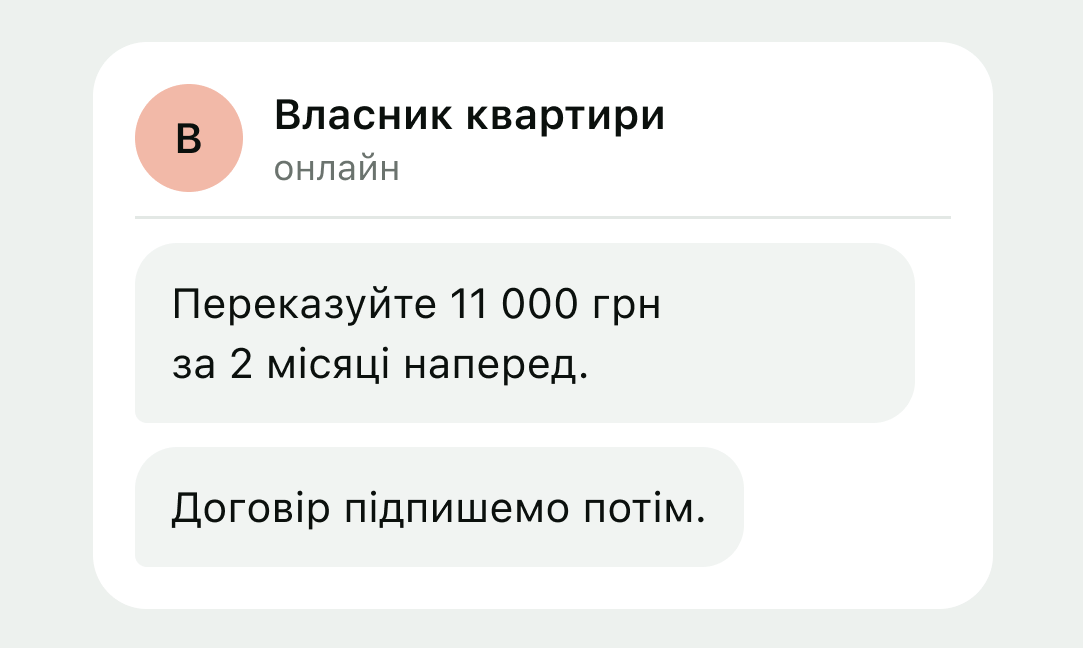 В
Власник квартири
онлайн
Переказуйте 11 000 грн
за 2 місяці наперед.
Договір підпишемо потім.